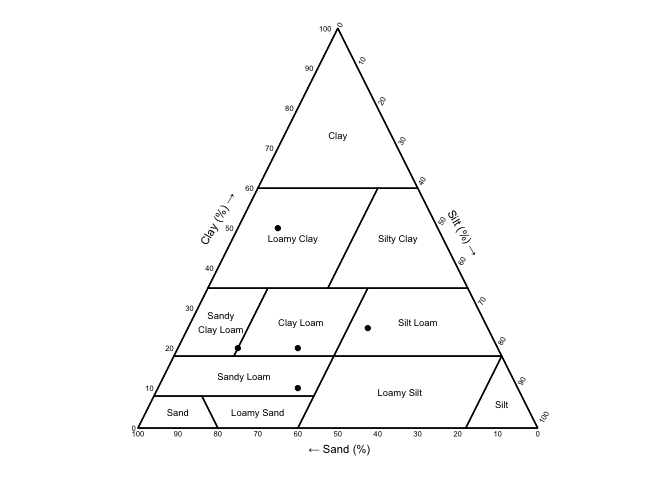 100
0
90
10
80
20
Clay
70
30
60
40
Clay (%) →
50
50
Silt (%) →
Loamy Clay
Silty Clay
40
60
30
70
Sandy
Clay Loam
Clay Loam
Silt Loam
20
80
Sandy Loam
10
90
Loamy Silt
Sand
Loamy Sand
Silt
0
100
100
90
80
70
60
50
40
30
20
10
0
← Sand (%)